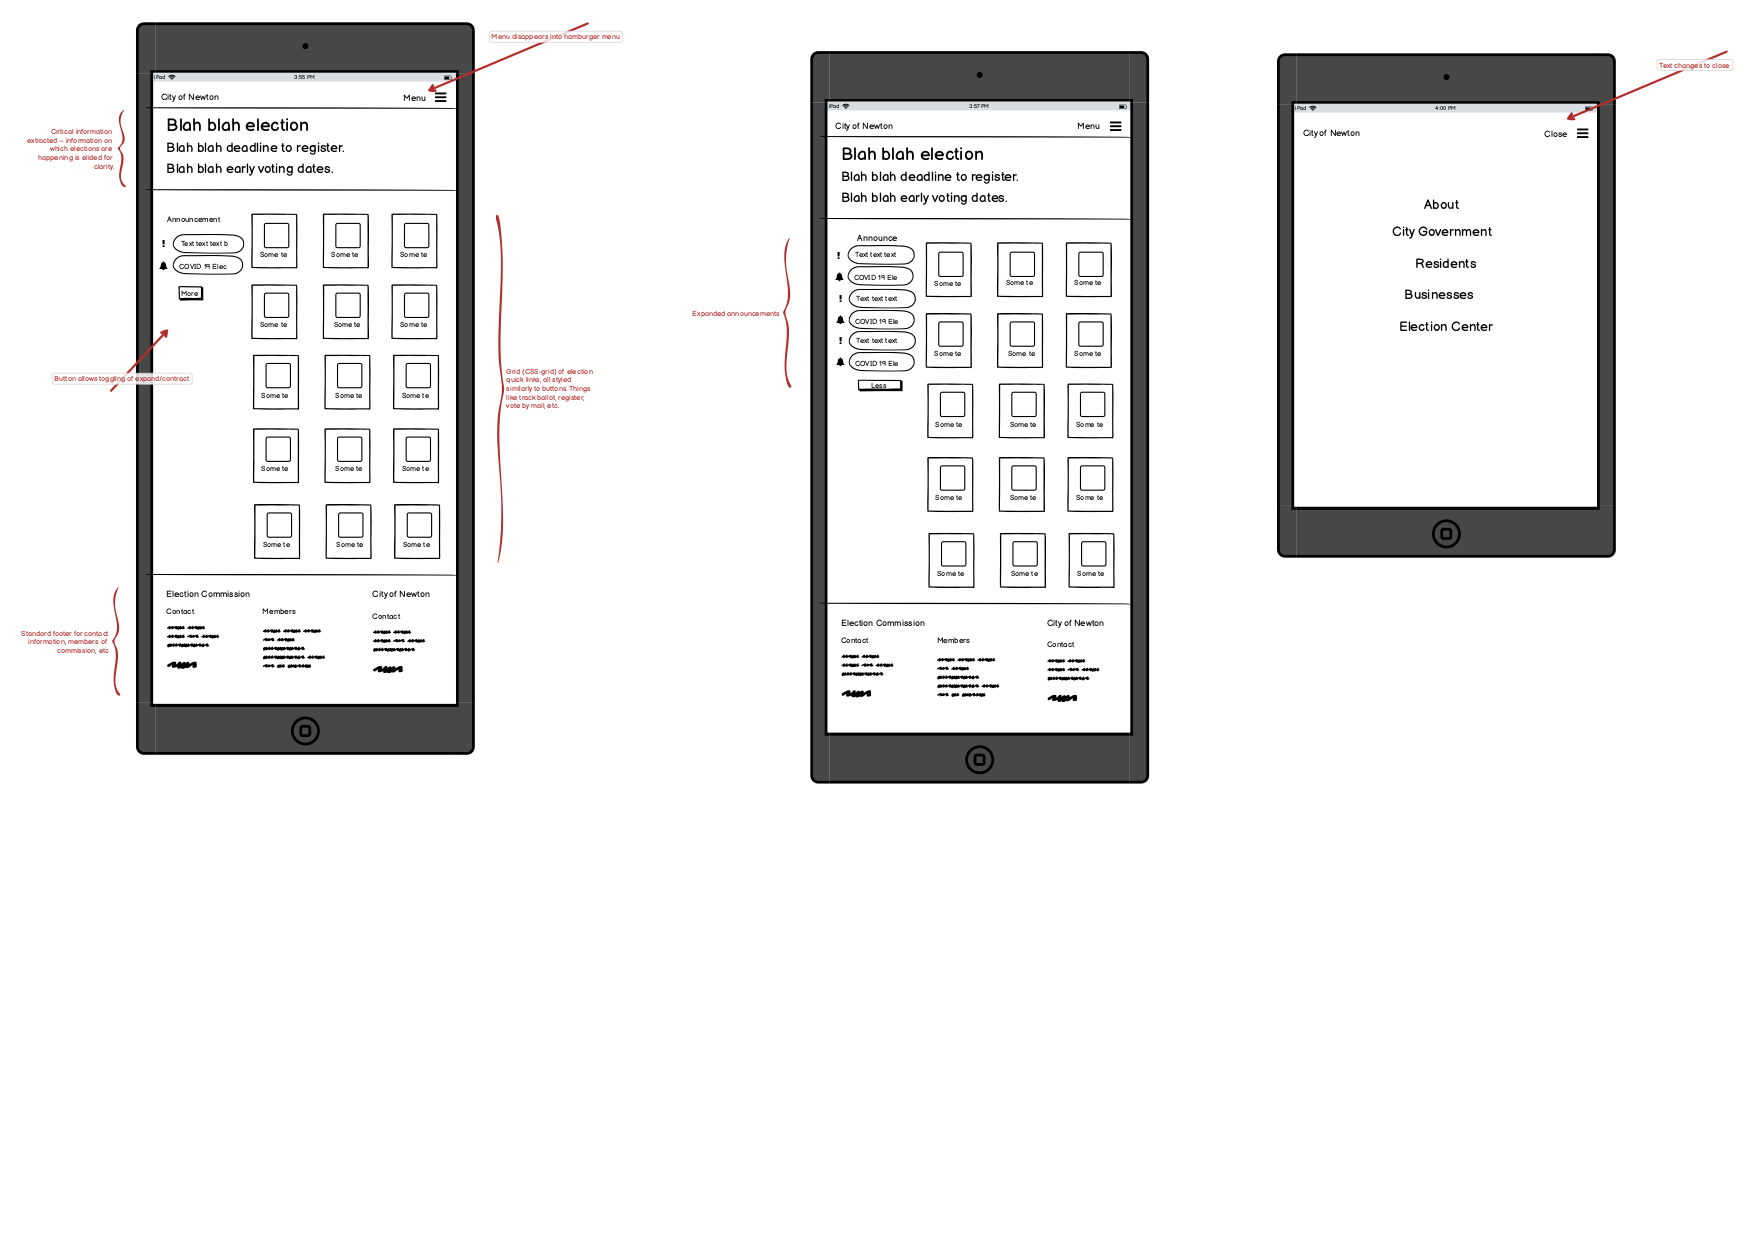 Menu disappears into hamburger menu
iPad 3:55 PM
City of Newton Menu
Critical information
extracted – information on
which elections are
happening is elided for
clarity.
Blah blah election
Blah blah deadline to register.
Blah blah early voting dates.
Announcement
! Text text text b
COVID 19 Elec
More
Button allows toggling of expand/contract
Some te Some te Some te
Some te Some te Some te
Some te Some te Some te
Some te Some te Some te
Some te Some te Some te
Grid (CSS-grid) of election
quick links, all styled
similarly to buttons. Things
like track ballot, register,
vote by mail, etc.
Standard footer for contact
information, members of
commission, etc
Election Commission City of Newton
Contact Members Contact
iPad 3:57 PM
City of Newton Menu
Blah blah election
Blah blah deadline to register.
Blah blah early voting dates.
Expanded announcements
Announce
! Text text text
COVID 19 Ele
! Text text text
COVID 19 Ele
! Text text text
COVID 19 Ele
Less
Some te Some te Some te
Some te Some te Some te
Some te Some te Some te
Some te Some te Some te
Some te Some te Some te
Election Commission City of Newton
Contact Members Contact
Text changes to close
iPad 4:00 PM
City of Newton Close
About
City Government
Residents
Businesses
Election Center